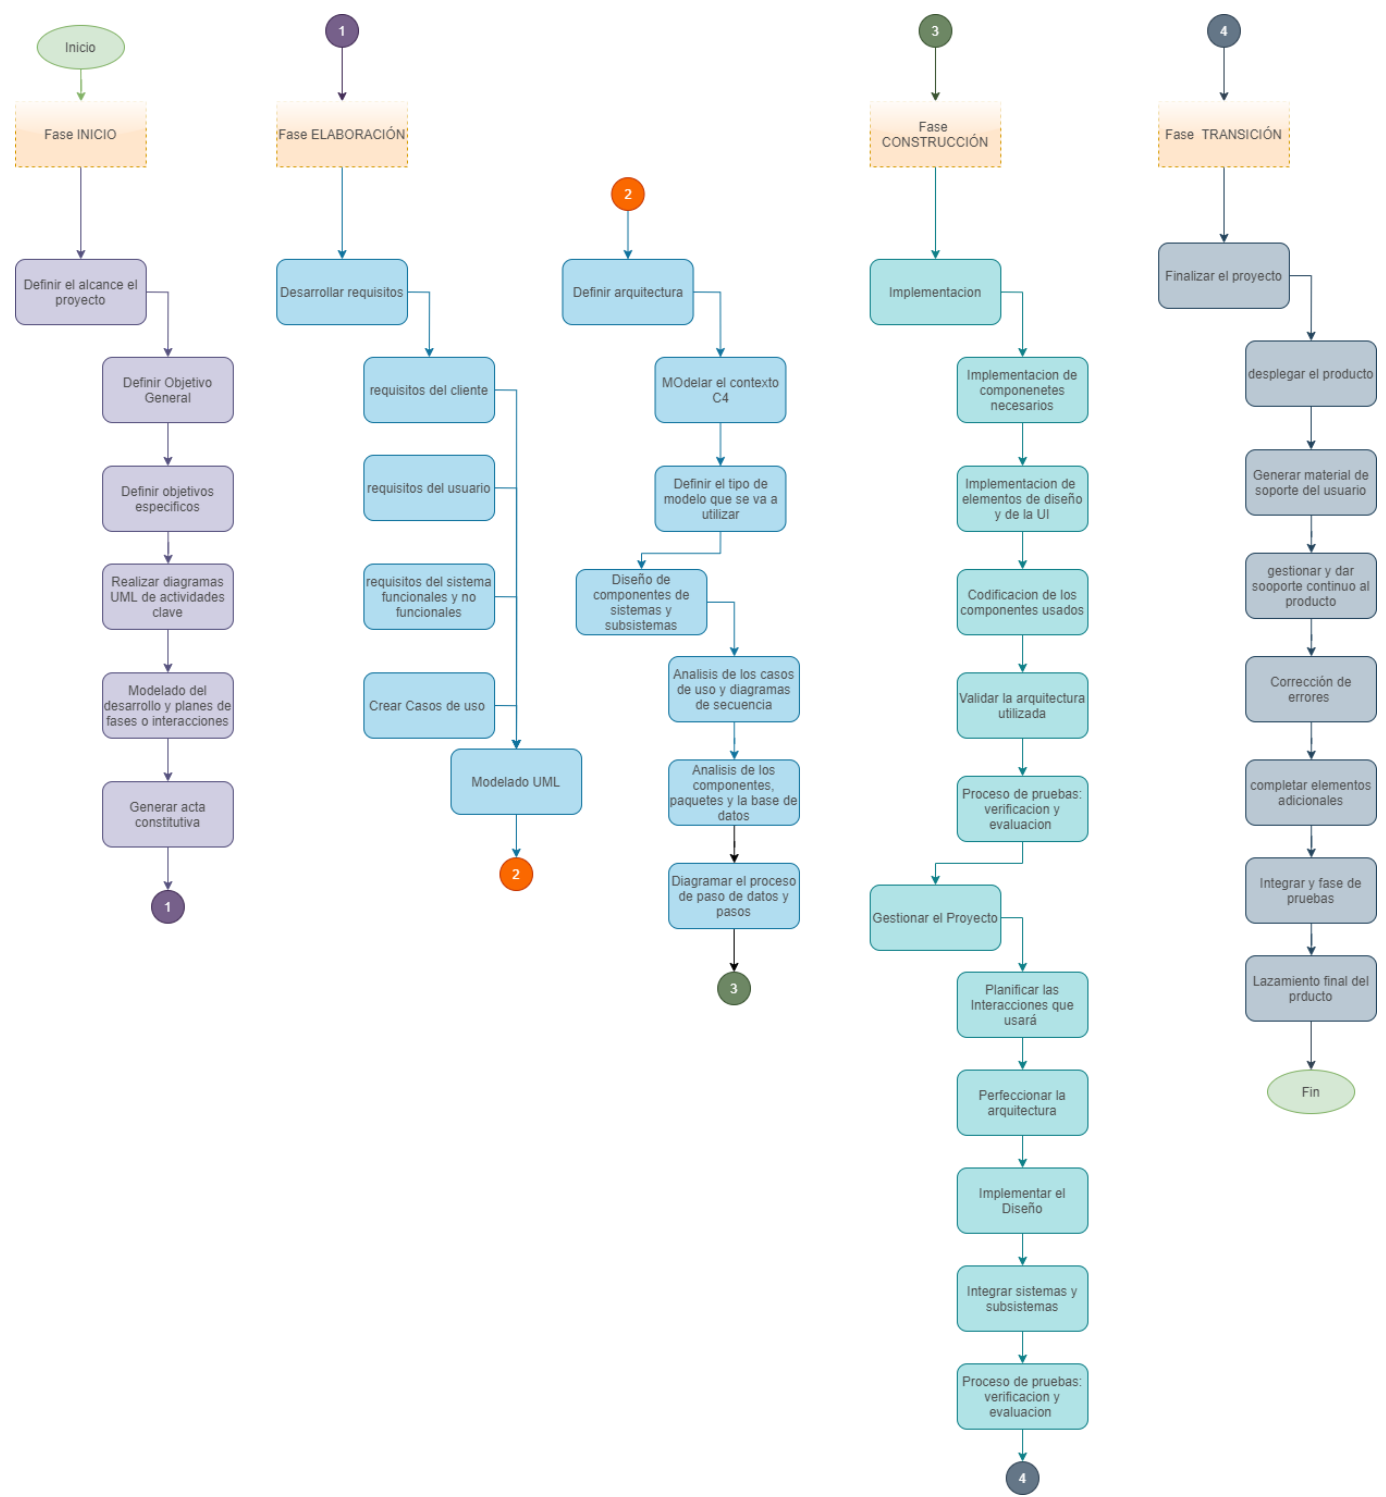 Inicio
Fase INICIO
Definir el alcance el
proyecto
Definir Objetivo
General
Definir objetivos
especificos
Realizar diagramas
UML de actividades
clave
Modelado del
desarrollo y planes de
fases o interacciones
Generar acta
constitutiva
1
1
Fase ELABORACIÓN
Desarrollar requisitos
requisitos del cliente
requisitos del usuario
requisitos del sistema
funcionales y no
funcionales
Crear Casos de uso
Modelado UML
2
2
Definir arquitectura
MOdelar el contexto
C4
Definir el tipo de
modelo que se va a
utilizar
Diseño de
componentes de
sistemas y
subsistemas
Analisis de los casos
de uso y diagramas
de secuencia
Analisis de los
componentes,
paquetes y la base de
datos
Diagramar el proceso
de paso de datos y
pasos
3
3
Fase
CONSTRUCCIÓN
Implementacion
Implementacion de
componenetes
necesarios
Implementacion de
elementos de diseño
y de la UI
Codificacion de los
componentes usados
Validar la arquitectura
utilizada
Proceso de pruebas:
verificacion y
evaluacion
Gestionar el Proyecto
Planificar las
Interacciones que
usará
Perfeccionar la
arquitectura
Implementar el
Diseño
Integrar sistemas y
subsistemas
Proceso de pruebas:
verificacion y
evaluacion
4
4
Fase TRANSICIÓN
Finalizar el proyecto
desplegar el producto
Generar material de
soporte del usuario
gestionar y dar
sooporte continuo al
producto
Corrección de
errores
completar elementos
adicionales
Integrar y fase de
pruebas
Lazamiento final del
prducto
Fin